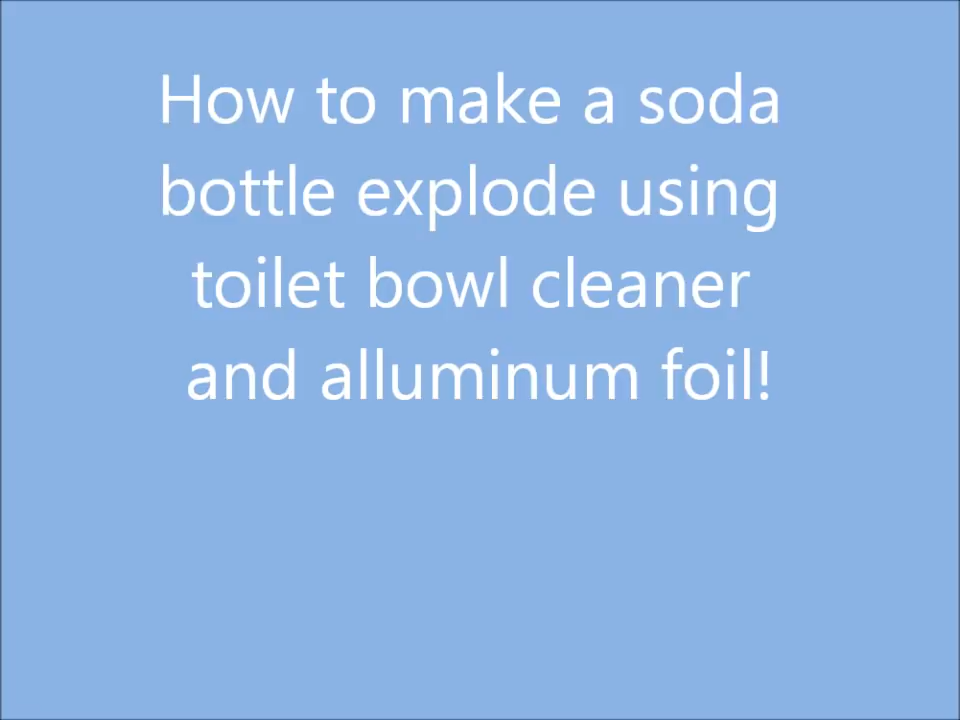 How to make a soda
bottle explode using
toilet bowl cleaner
and alluminum foil!